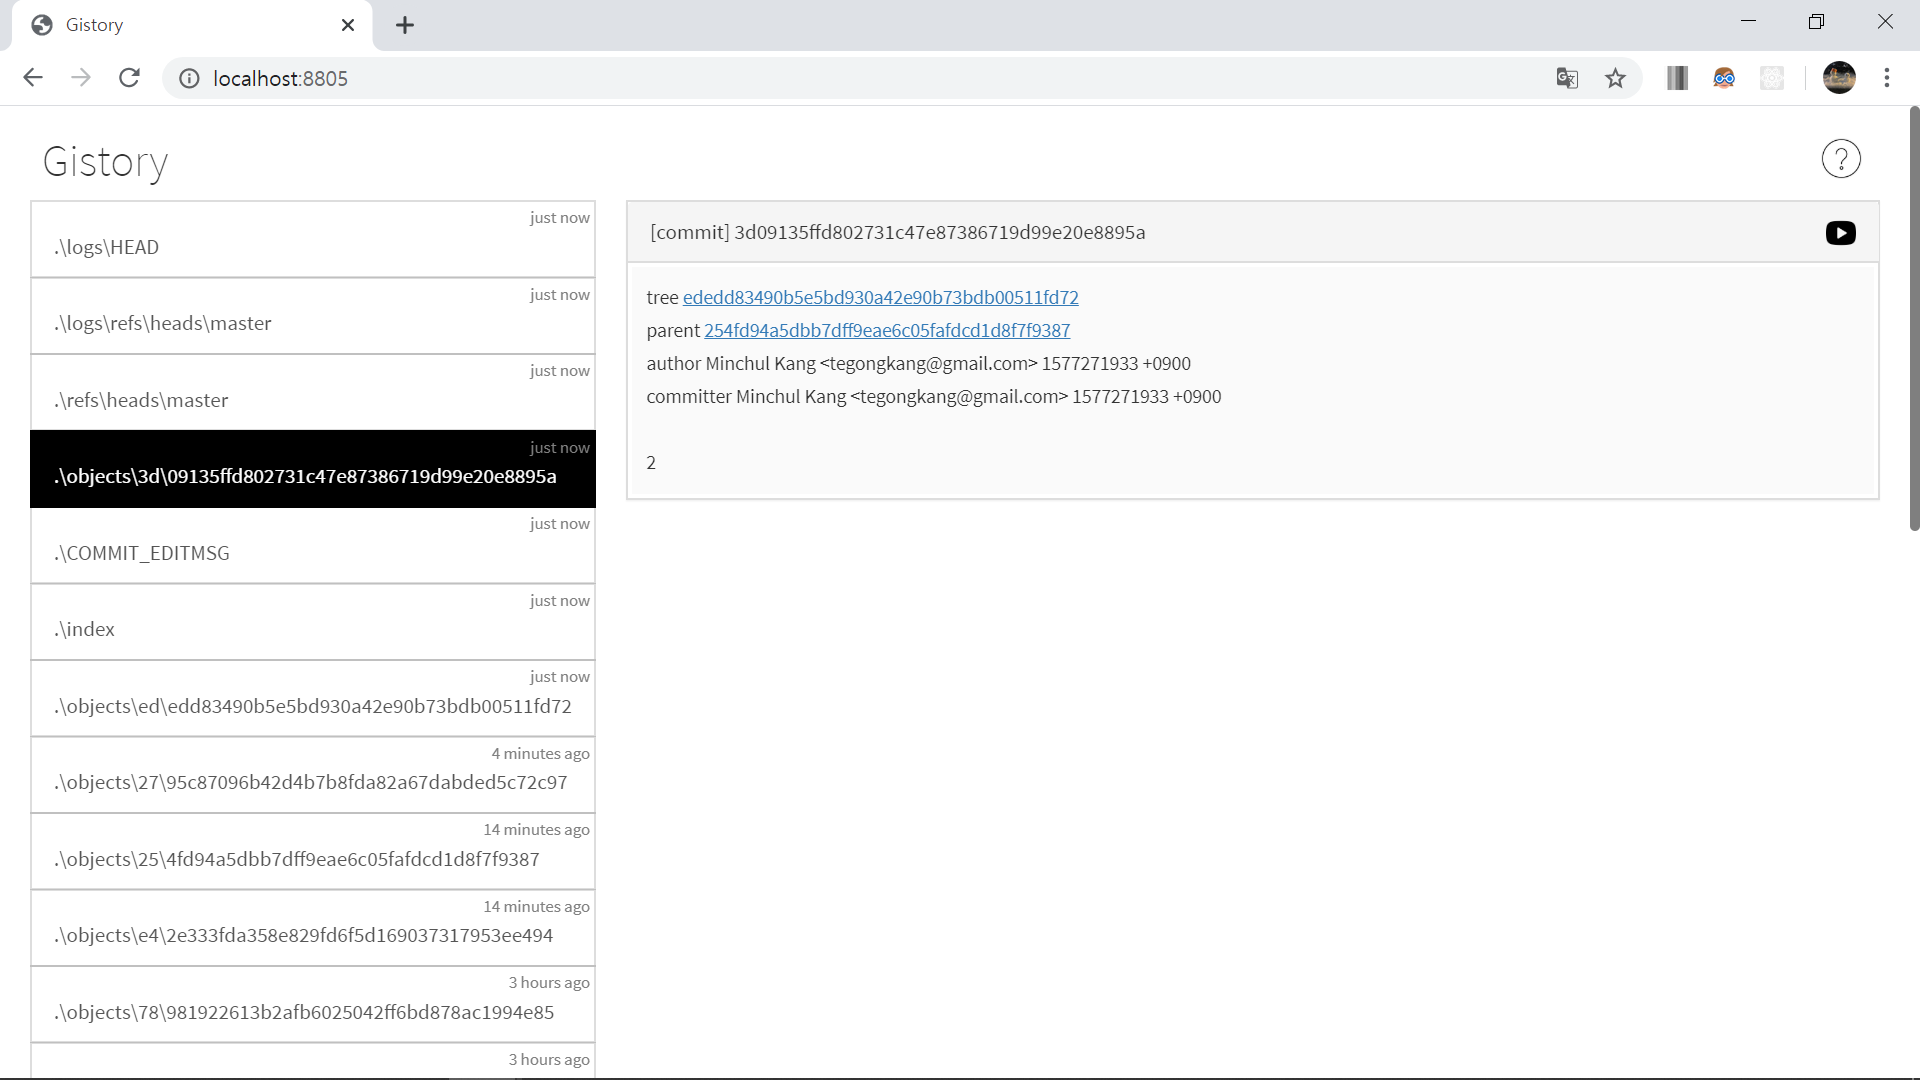 Gistory
localhost:8805
Gistory
?
just now
.\logs\HEAD
just now
.\logs\refs\heads\master
just now
.\refs\heads\master
just now
.\objects\3d\09135ffd802731c47e87386719d99e20e8895a
just now
.\COMMIT_EDITMSG
just now
.\index
just now
.\objects\ed\edd83490b5e5bd930a42e90b73bdb00511fd72
4 minutes ago
.\objects\27\95c87096b42d4b7b8fda82a67dabded5c72c97
14 minutes ago
.\objects\25\4fd94a5dbb7dff9eae6c05fafdcd1d8f7f9387
14 minutes ago
.\objects\e4\2e333fda358e829fd6f5d169037317953ee494
3 hours ago
.\objects\78\981922613b2afb6025042ff6bd878ac1994e85
3 hours ago
[commit] 3d09135ffd802731c47e87386719d99e20e8895a
tree ededd83490b5e5bd930a42e90b73bdb00511fd72
parent 254fd94a5dbb7dff9eae6c05fafdcd1d8f7f9387
author Minchul Kang <tegongkang@gmail.com> 1577271933 +0900
committer Minchul Kang <tegongkang@gmail.com> 1577271933 +0900
2